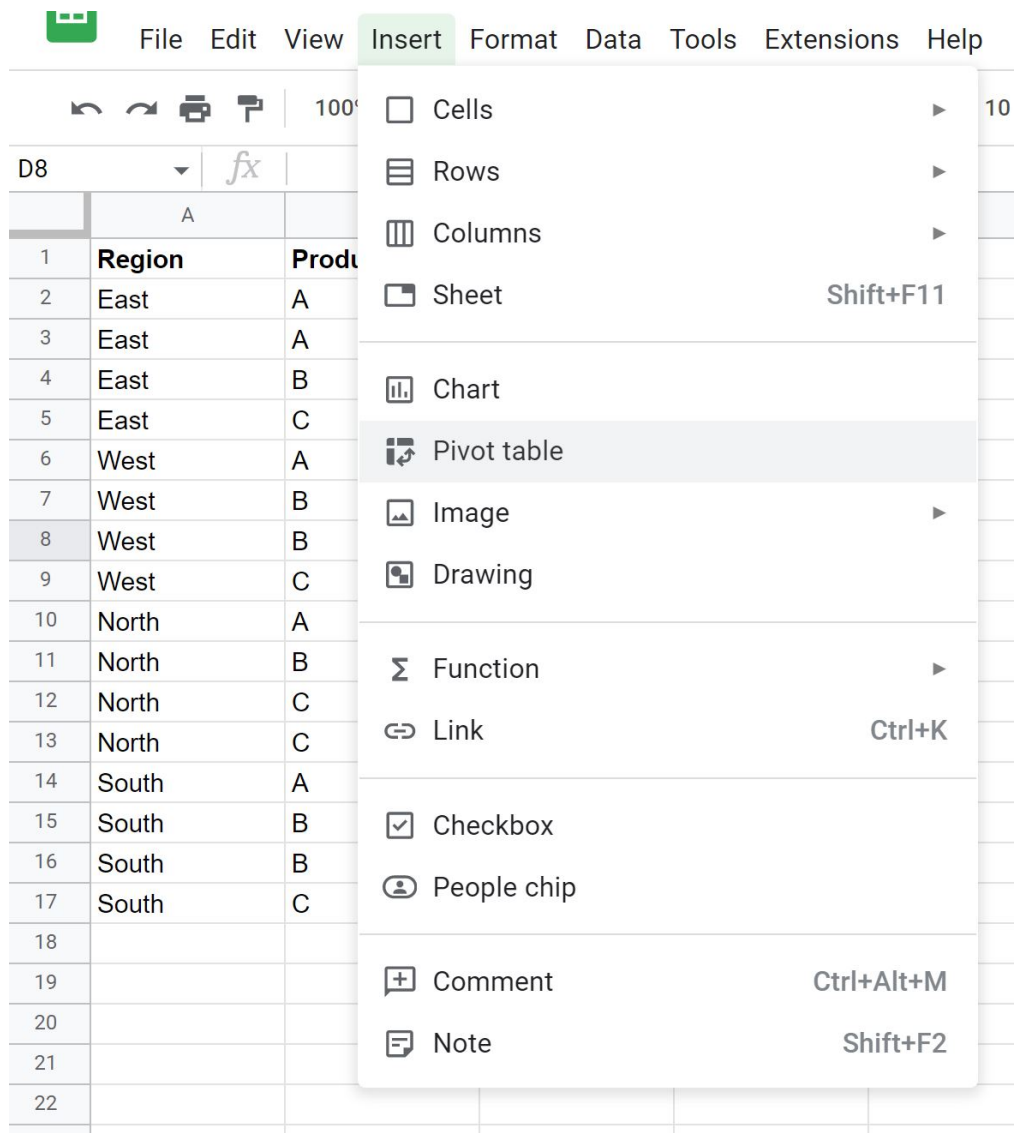 File Edit View Insert Format Data Tools Extensions Help
100
10
D8
fx
A
Cells
Rows
Columns
Sheet Shift+F11
Chart
Pivot table
Image
Drawing
Function
Link Ctrl+K
Checkbox
People chip
Comment Ctrl+Alt+M
Note Shift+F2
1 Region
2 East A
3 East A
4 East B
5 East C
6 West A
7 West B
8 West B
9 West C
10 North A
11 North B
12 North C
13 North C
14 South A
15 South B
16 South B
17 South C
18
19
20
21
22